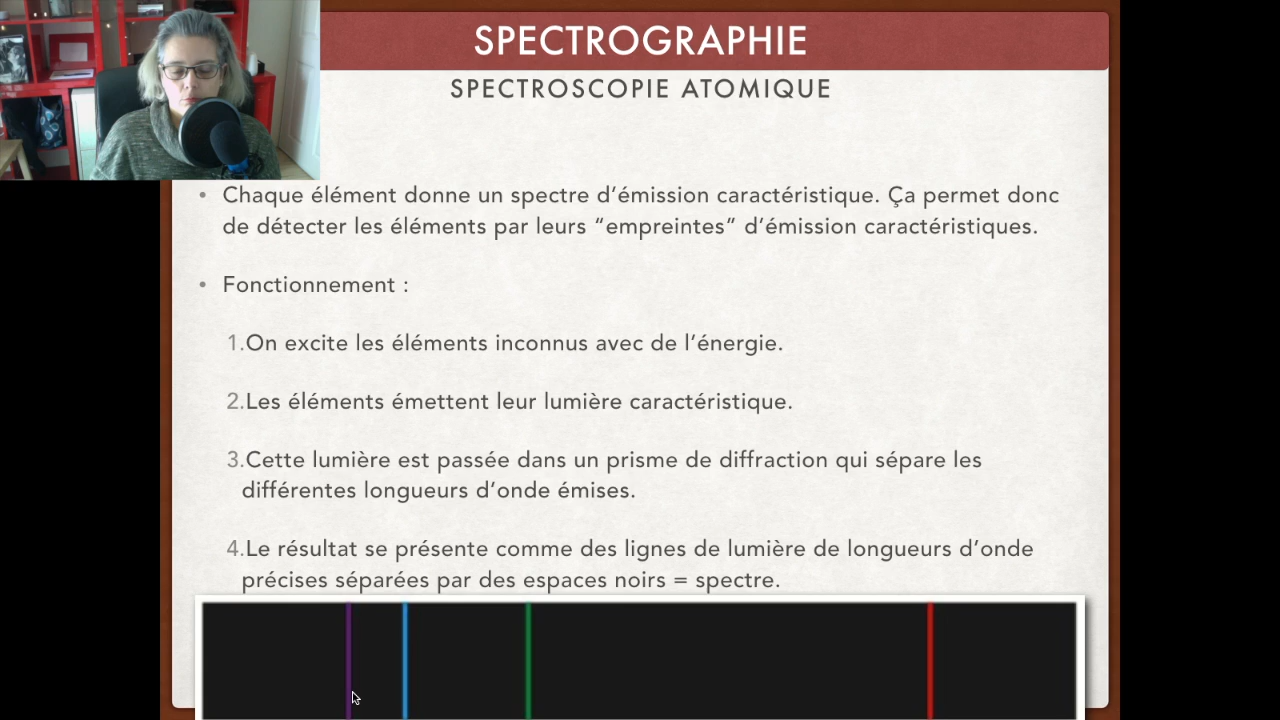 SPECTROGRAPHIE
SPECTROSCOPIE ATOMIQUE
• Chaque élément donne un spectre d’émission caractéristique. Ça permet donc
de détecter les éléments par leurs “empreintes” d’émission caractéristiques.
• Fonctionnement :
1.On excite les éléments inconnus avec de l’énergie.
2.Les éléments émettent leur lumière caractéristique.
3.Cette lumière est passée dans un prisme de diffraction qui sépare les
différentes longueurs d’onde émises.
4.Le résultat se présente comme des lignes de lumière de longueurs d’onde
précises séparées par des espaces noirs = spectre.